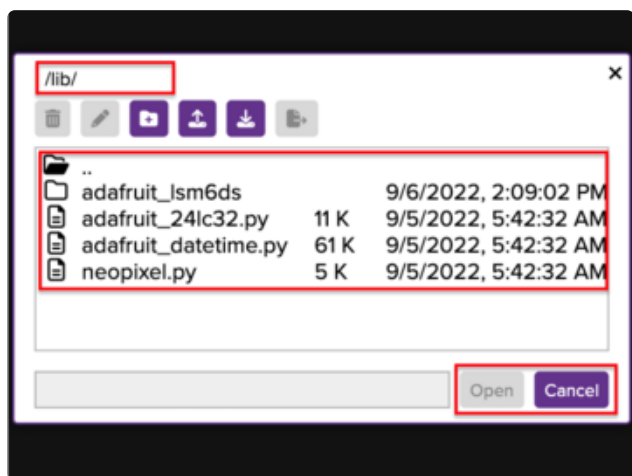 /lib/
×
..
adafruit_lsm6ds 9/6/2022, 2:09:02 PM
adafruit_24lc32.py 11 K 9/5/2022, 5:42:32 AM
adafruit_datetime.py 61 K 9/5/2022, 5:42:32 AM
neopixel.py 5 K 9/5/2022, 5:42:32 AM
Open Cancel